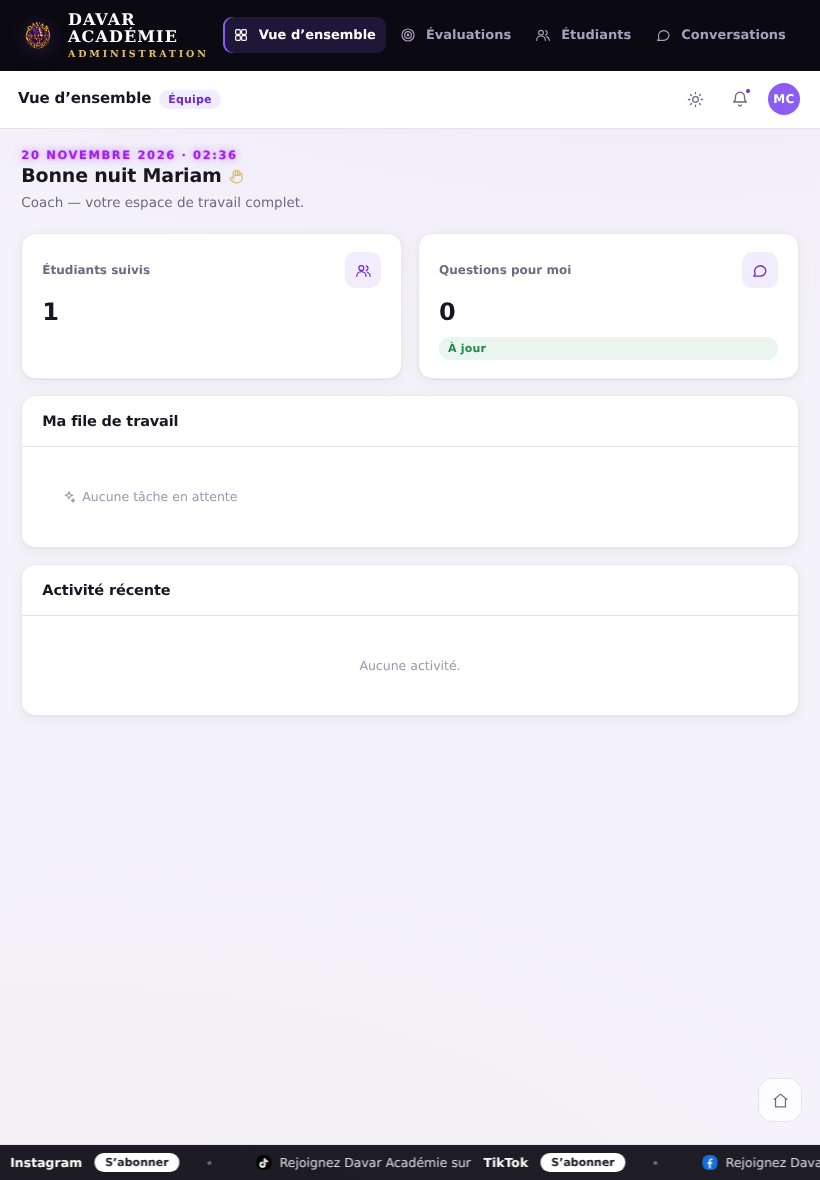 DAVAR
ACADÉMIE
ADMINISTRATION
Vue d’ensemble
Évaluations
Étudiants
Conversations
Vue d’ensemble
Équipe
MC
20 NOVEMBRE 2026 · 02:36
Bonne nuit Mariam
Coach — votre espace de travail complet.
Étudiants suivis
1
Questions pour moi
0
À jour
Ma file de travail
Aucune tâche en attente
Activité récente
Aucune activité.
Instagram S’abonner • Rejoignez Davar Académie sur TikTok S’abonner • Rejoignez Dava